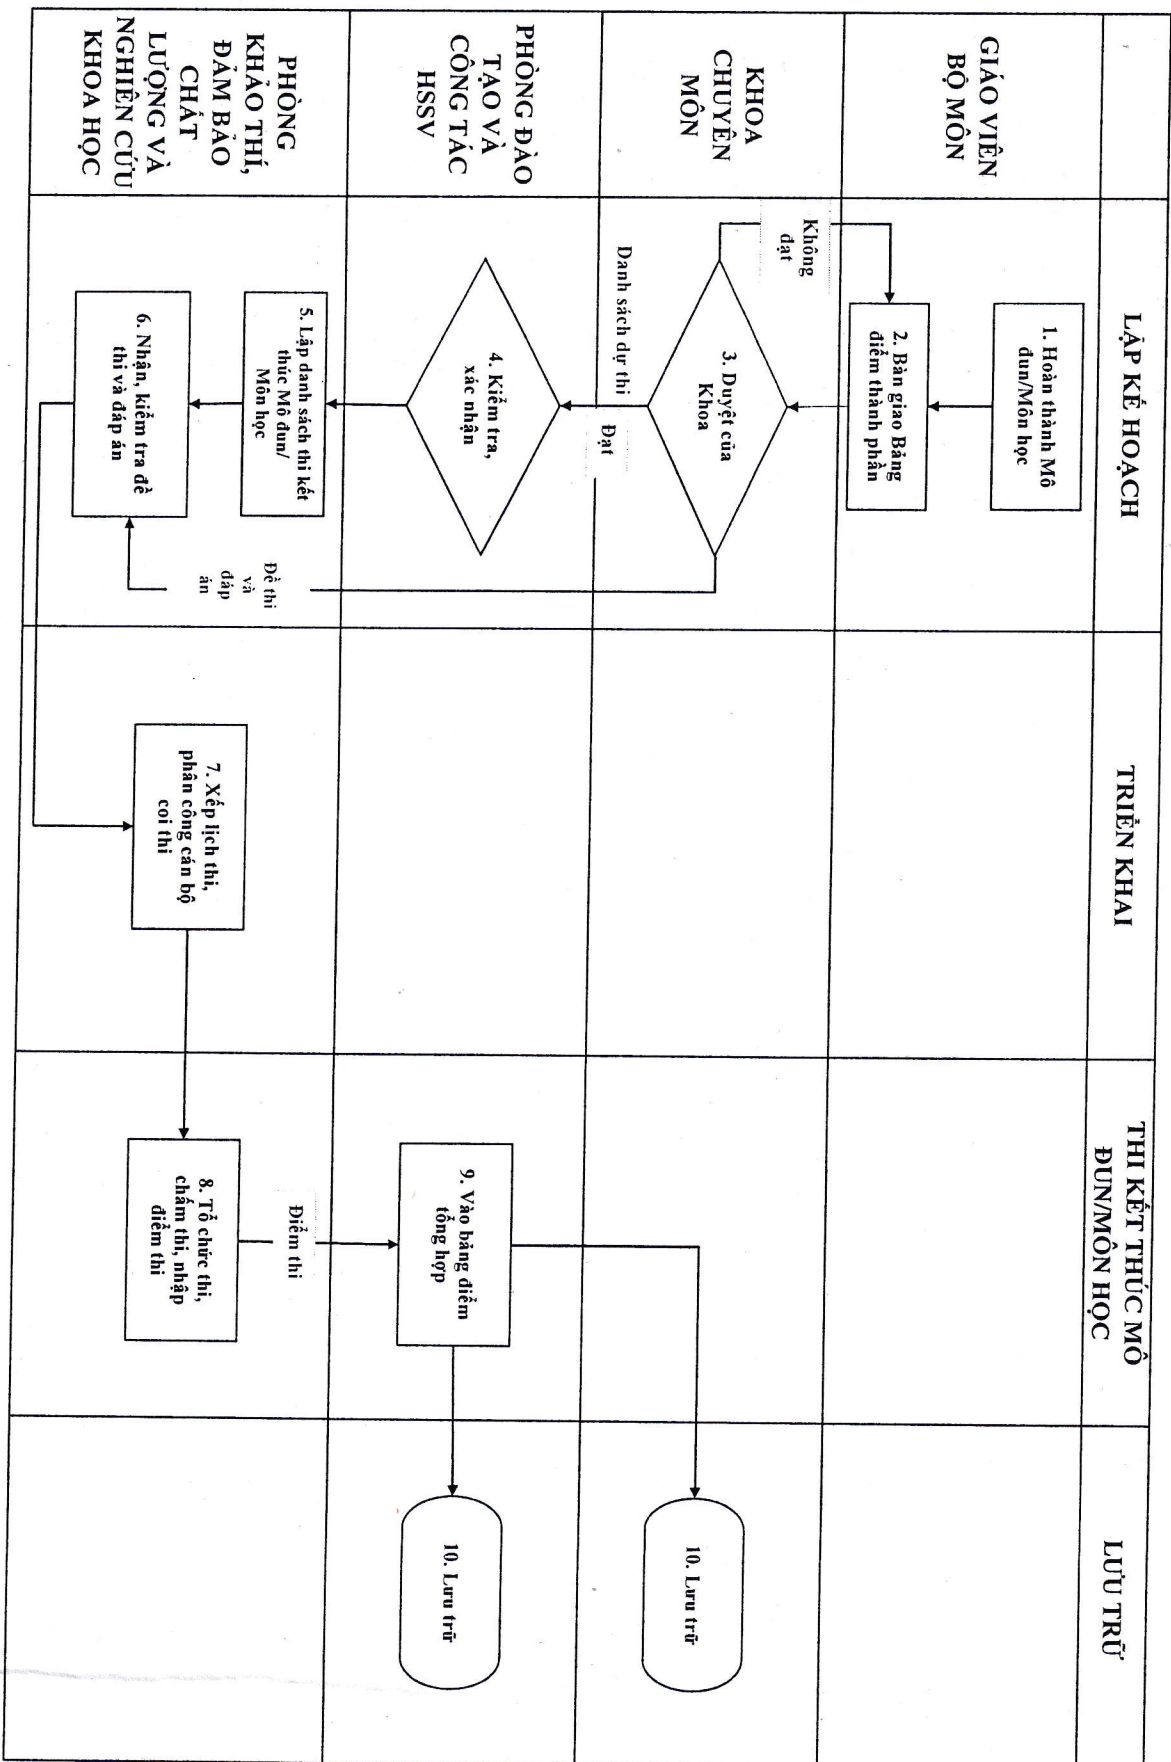 LẬP KẾ HOẠCH
TRIỂN KHAI
THI KẾT THÚC MÔ
ĐUN/MÔN HỌC
LƯU TRỮ
GIÁO VIÊN
BỘ MÔN
1. Hoàn thành Mô
đun/Môn học
2. Bàn giao Bảng
điểm thành phần
Không
đạt
KHOA
CHUYÊN
MÔN
3. Duyệt của
Khoa
Danh sách dự thi
Đạt
10. Lưu trữ
PHÒNG ĐÀO
TẠO VÀ
CÔNG TÁC
HSSV
4. Kiểm tra,
xác nhận
9. Vào bảng điểm
tổng hợp
10. Lưu trữ
PHÒNG
KHẢO THÍ,
ĐẢM BẢO
CHẤT
LƯỢNG VÀ
NGHIÊN CỨU
KHOA HỌC
5. Lập danh sách thi kết
thúc Mô đun/
Môn học
Đề thi
và
đáp
án
6. Nhận, kiểm tra đề
thi và đáp án
7. Xếp lịch thi,
phân công cán bộ
coi thi
Điểm thi
8. Tổ chức thi,
chấm thi, nhập
điểm thi